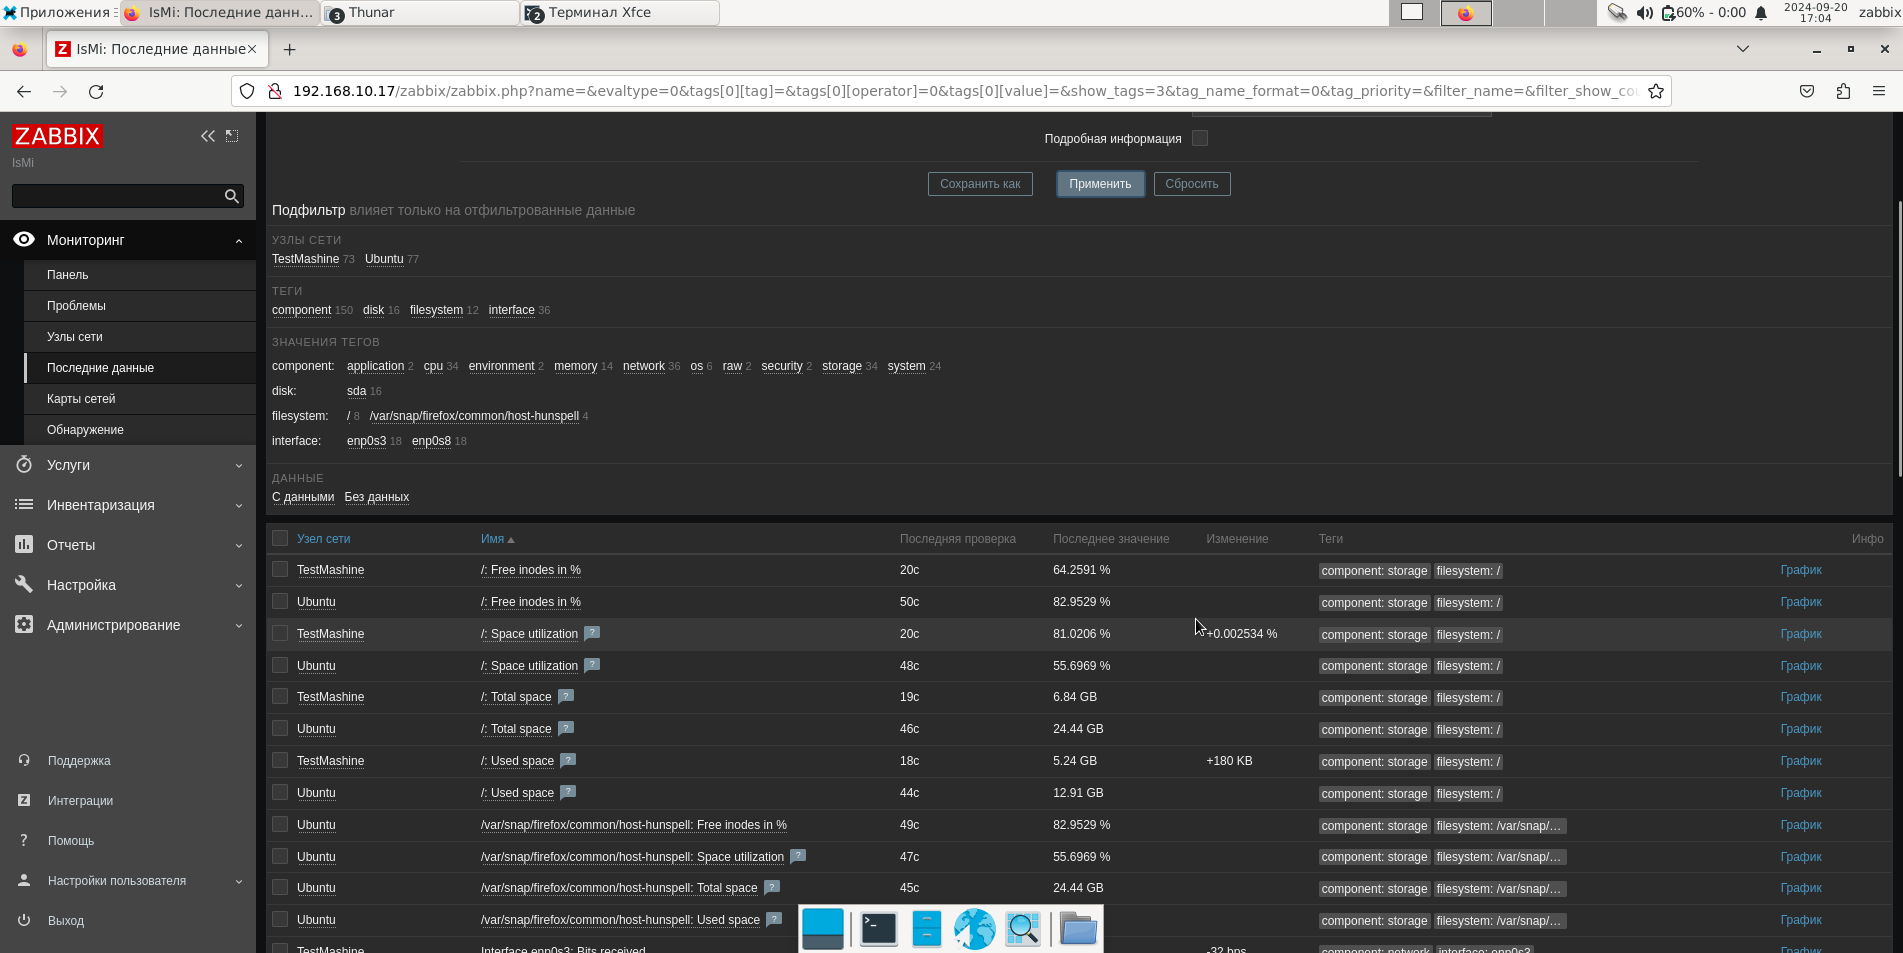 Приложения
IsMi: Последние данн...
3 Thunar
2 Терминал Xfce
60% - 0:00
2024-09-20
17:04
zabbix
IsMi: Последние данные
192.168.10.17/zabbix/zabbix.php?name=&evaltype=0&tags[0][tag]=&tags[0][operator]=0&tags[0][value]=&show_tags=3&tag_name_format=0&tag_priority=&filter_name=&filter_show_cou
ZABBIX
IsMi
Мониторинг
Панель
Проблемы
Узлы сети
Последние данные
Карты сетей
Обнаружение
Услуги
Инвентаризация
Отчеты
Настройка
Администрирование
Поддержка
Интеграции
Помощь
Настройки пользователя
Выход
Подробная информация
Сохранить как Применить Сбросить
Подфильтр влияет только на отфильтрованные данные
УЗЛЫ СЕТИ
TestMashine 73 Ubuntu 77
ТЕГИ
component 150 disk 16 filesystem 12 interface 36
ЗНАЧЕНИЯ ТЕГОВ
component: application 2 cpu 34 environment 2 memory 14 network 36 os 6 raw 2 security 2 storage 34 system 24
disk: sda 16
filesystem: / 8 /var/snap/firefox/common/host-hunspell 4
interface: enp0s3 18 enp0s8 18
ДАННЫЕ
С данными Без данных
Узел сети Имя Последняя проверка Последнее значение Изменение Теги Инфо
TestMashine /: Free inodes in % 20с 64.2591 % component: storage filesystem: / График
Ubuntu /: Free inodes in % 50с 82.9529 % component: storage filesystem: / График
TestMashine /: Space utilization ? 20с 81.0206 % +0.002534 % component: storage filesystem: / График
Ubuntu /: Space utilization ? 48с 55.6969 % component: storage filesystem: / График
TestMashine /: Total space ? 19с 6.84 GB component: storage filesystem: / График
Ubuntu /: Total space ? 46с 24.44 GB component: storage filesystem: / График
TestMashine /: Used space ? 18с 5.24 GB +180 KB component: storage filesystem: / График
Ubuntu /: Used space ? 44с 12.91 GB component: storage filesystem: / График
Ubuntu /var/snap/firefox/common/host-hunspell: Free inodes in % 49с 82.9529 % component: storage filesystem: /var/snap/... График
Ubuntu /var/snap/firefox/common/host-hunspell: Space utilization ? 47с 55.6969 % component: storage filesystem: /var/snap/... График
Ubuntu /var/snap/firefox/common/host-hunspell: Total space ? 45с 24.44 GB component: storage filesystem: /var/snap/... График
Ubuntu /var/snap/firefox/common/host-hunspell: Used space ? component: storage filesystem: /var/snap/... График
TestMashine Interface enp0s3: Bits received -32 bps component: network interface: enp0s3 График